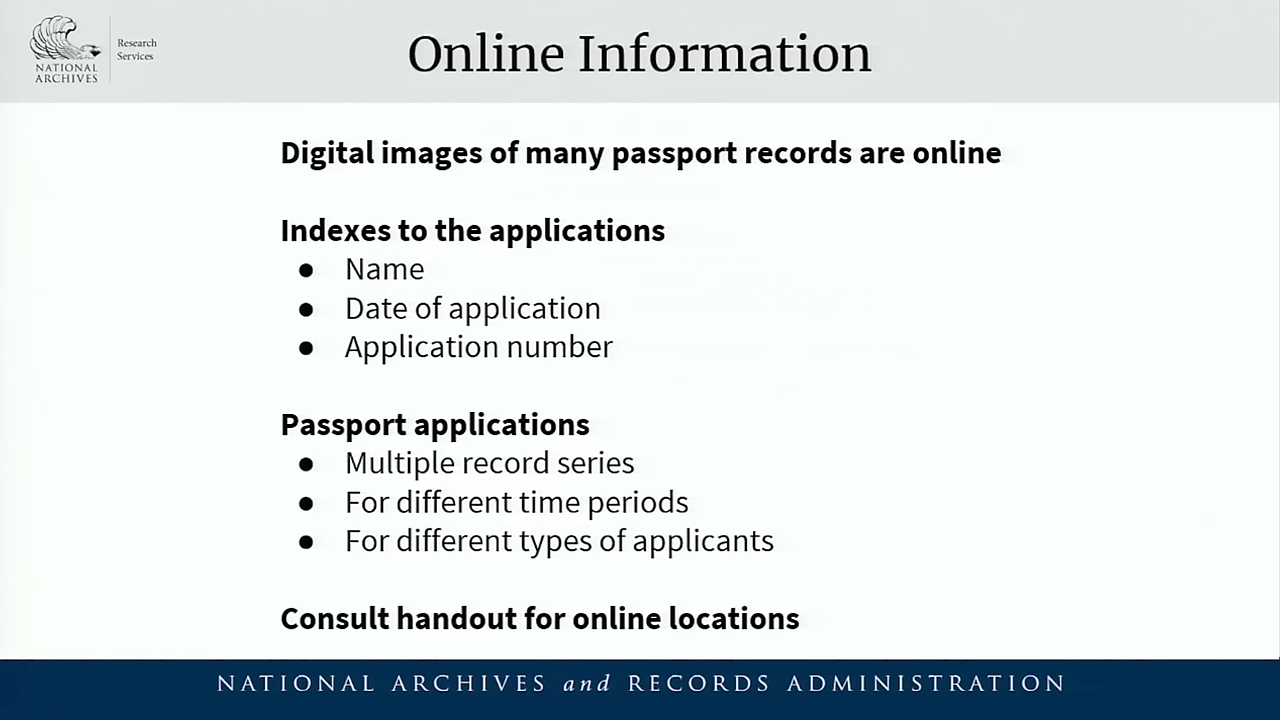 NATIONAL
ARCHIVES
Research
Services
Online Information
Digital images of many passport records are online
Indexes to the applications
● Name
● Date of application
● Application number
Passport applications
● Multiple record series
● For different time periods
● For different types of applicants
Consult handout for online locations
NATIONAL ARCHIVES and RECORDS ADMINISTRATION